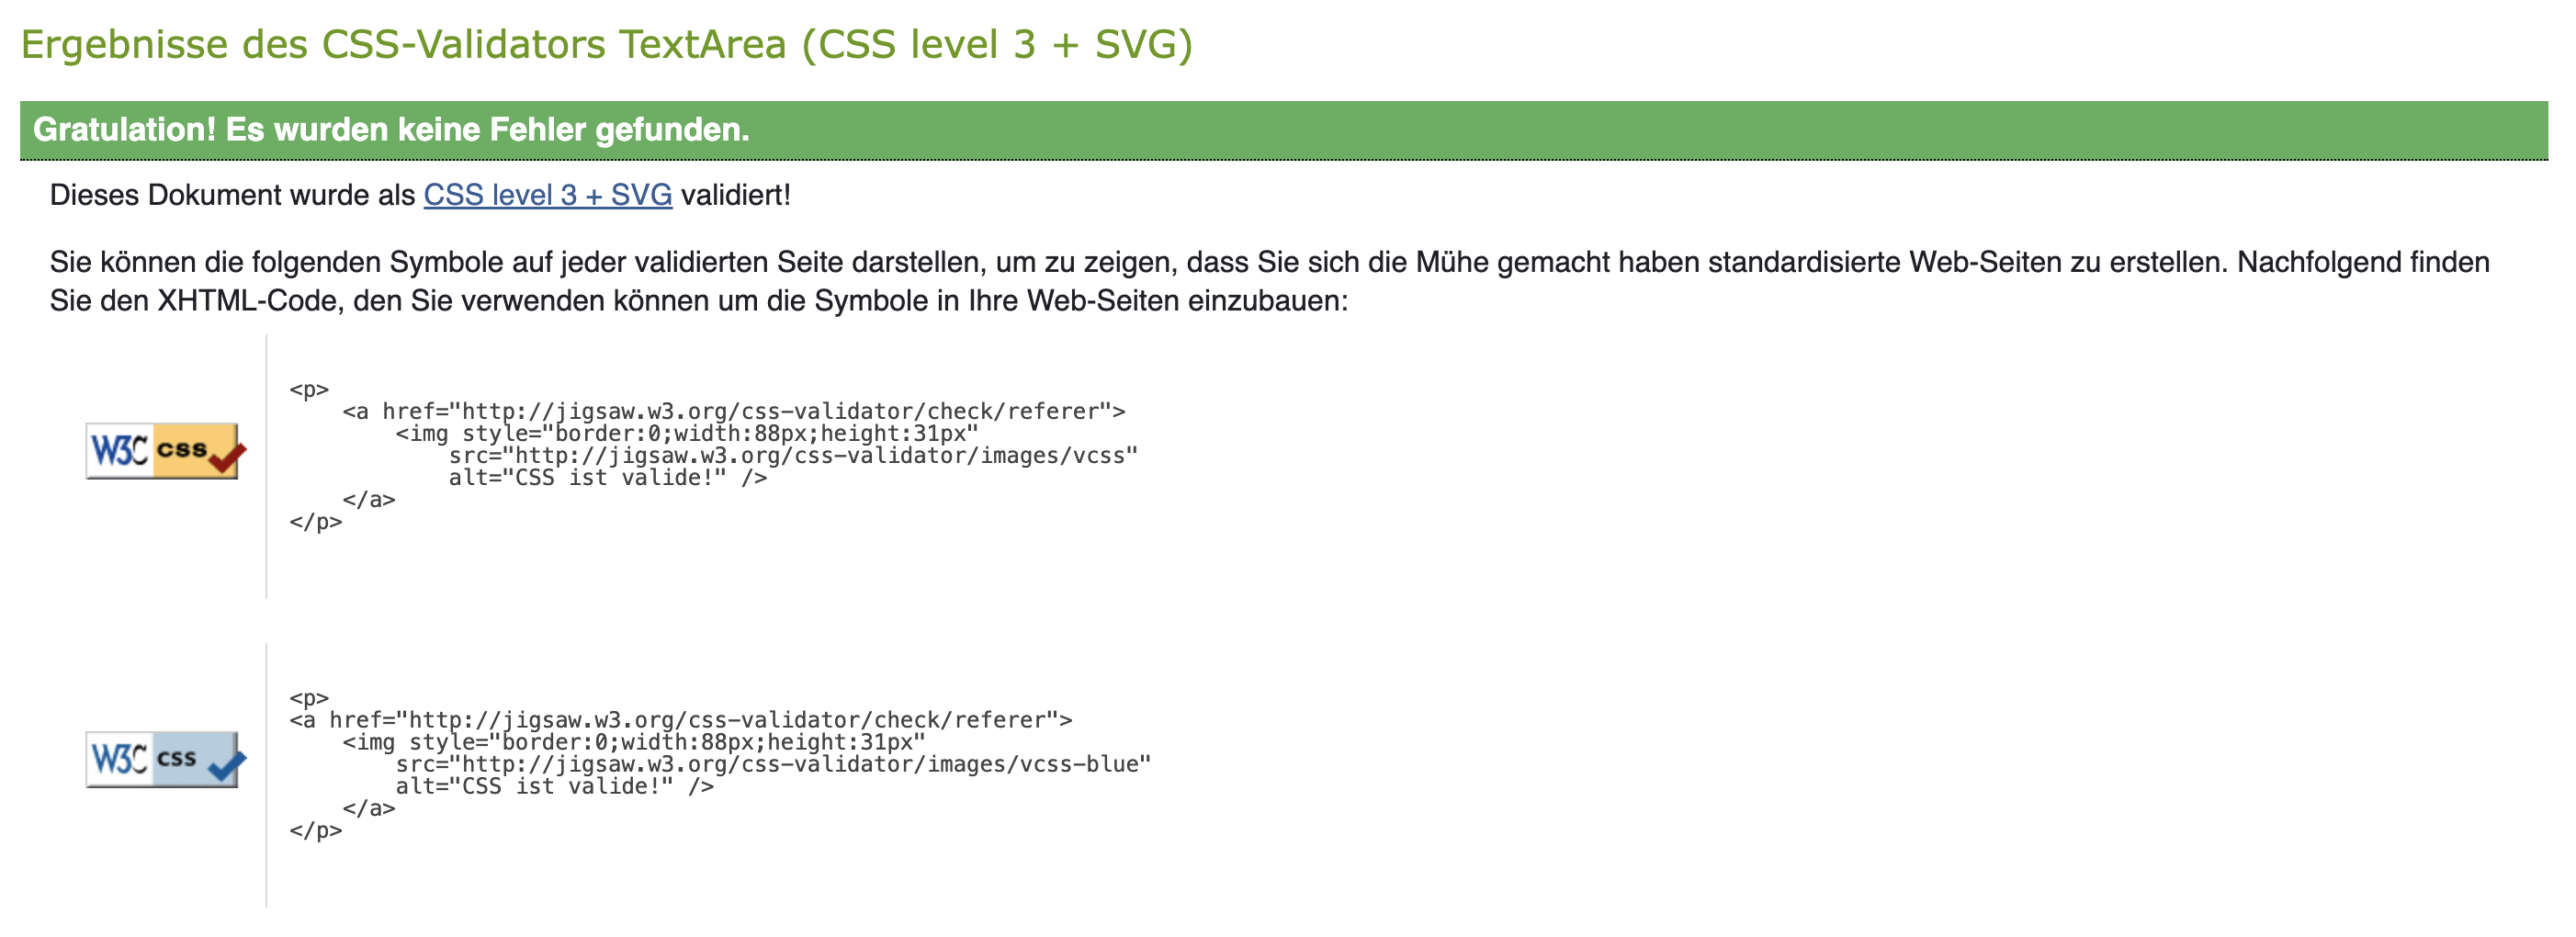 Ergebnisse des CSS-Validators TextArea (CSS level 3 + SVG)
Gratulation! Es wurden keine Fehler gefunden.
Dieses Dokument wurde als CSS level 3 + SVG validiert!
Sie können die folgenden Symbole auf jeder validierten Seite darstellen, um zu zeigen, dass Sie sich die Mühe gemacht haben standardisierte Web-Seiten zu erstellen. Nachfolgend finden
Sie den XHTML-Code, den Sie verwenden können um die Symbole in Ihre Web-Seiten einzubauen:
W3C css
<p>
    <a href="http://jigsaw.w3.org/css-validator/check/referer">
        <img style="border:0;width:88px;height:31px"
            src="http://jigsaw.w3.org/css-validator/images/vcss"
            alt="CSS ist valide!" />
    </a>
</p>
W3C css
<p>
<a href="http://jigsaw.w3.org/css-validator/check/referer">
    <img style="border:0;width:88px;height:31px"
        src="http://jigsaw.w3.org/css-validator/images/vcss-blue"
        alt="CSS ist valide!" />
    </a>
</p>